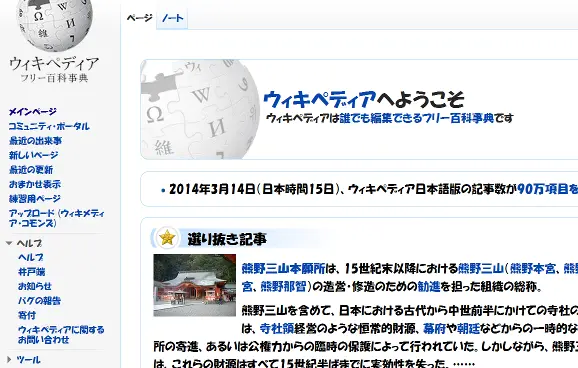 ウィキペディア
フリー百科事典
メインページ
コミュニティ・ポータル
最近の出来事
新しいページ
最近の更新
おまかせ表示
練習用ページ
アップロード (ウィキメディ
ア・コモンズ)
ヘルプ
ヘルプ
井戸端
お知らせ
バグの報告
寄付
ウィキペディアに関する
お問い合わせ
ツール
ページ
ノート
ウィキペディアへようこそ
ウィキペディアは誰でも編集できるフリー百科事典です
2014年3月14日(日本時間15日)、ウィキペディア日本語版の記事数が90万項目を
選り抜き記事
熊野三山本願所は、15世紀末以降における熊野三山(熊野本宮、熊野
宮、熊野那智)の造営・修造のための勧進を担った組織の総称。
熊野三山を含めて、日本における古代から中世前半にかけての寺社の
は、寺社領経営のような恒常的財源、幕府や朝廷などからの一時的な
所の寄進、あるいは公権力からの臨時の保護によって行われていた。しかしながら、熊野三
は、これらの財源はすべて15世紀半ばまでに実効性を失った。……